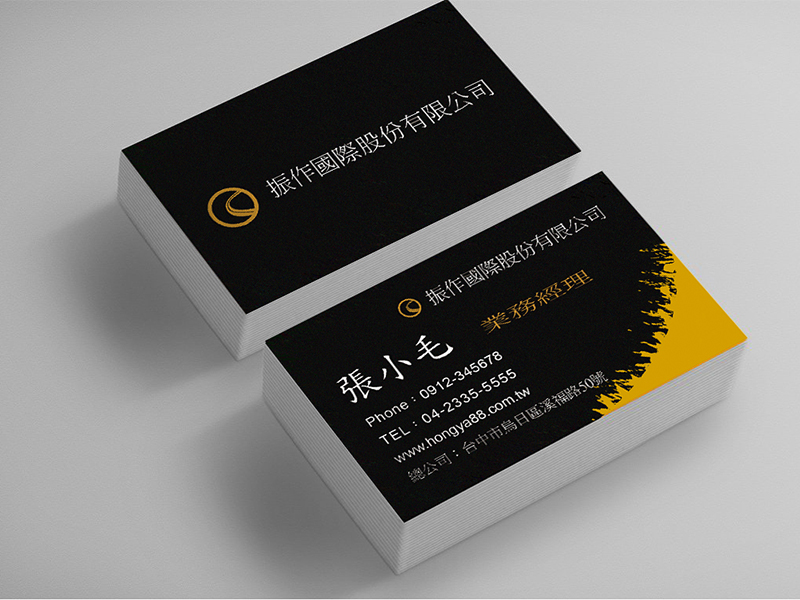 振作國際股份有限公司
振作國際股份有限公司
業務經理
張小毛
Phone：0912-345678
TEL：04-2335-5555
www.hongya88.com.tw
總公司：台中市烏日區溪福路50號